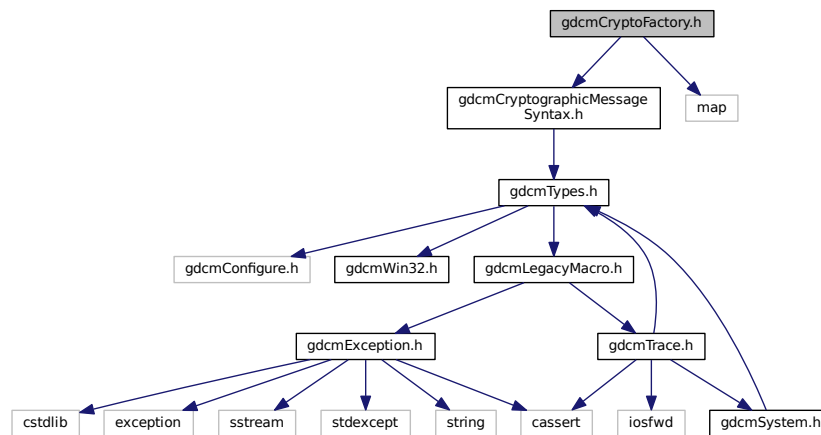 gdcmCryptoFactory.h
gdcmCryptographicMessage
Syntax.h
map
gdcmTypes.h
gdcmConfigure.h
gdcmWin32.h
gdcmLegacyMacro.h
gdcmException.h
gdcmTrace.h
cstdlib
exception
sstream
stdexcept
string
cassert
iosfwd
gdcmSystem.h